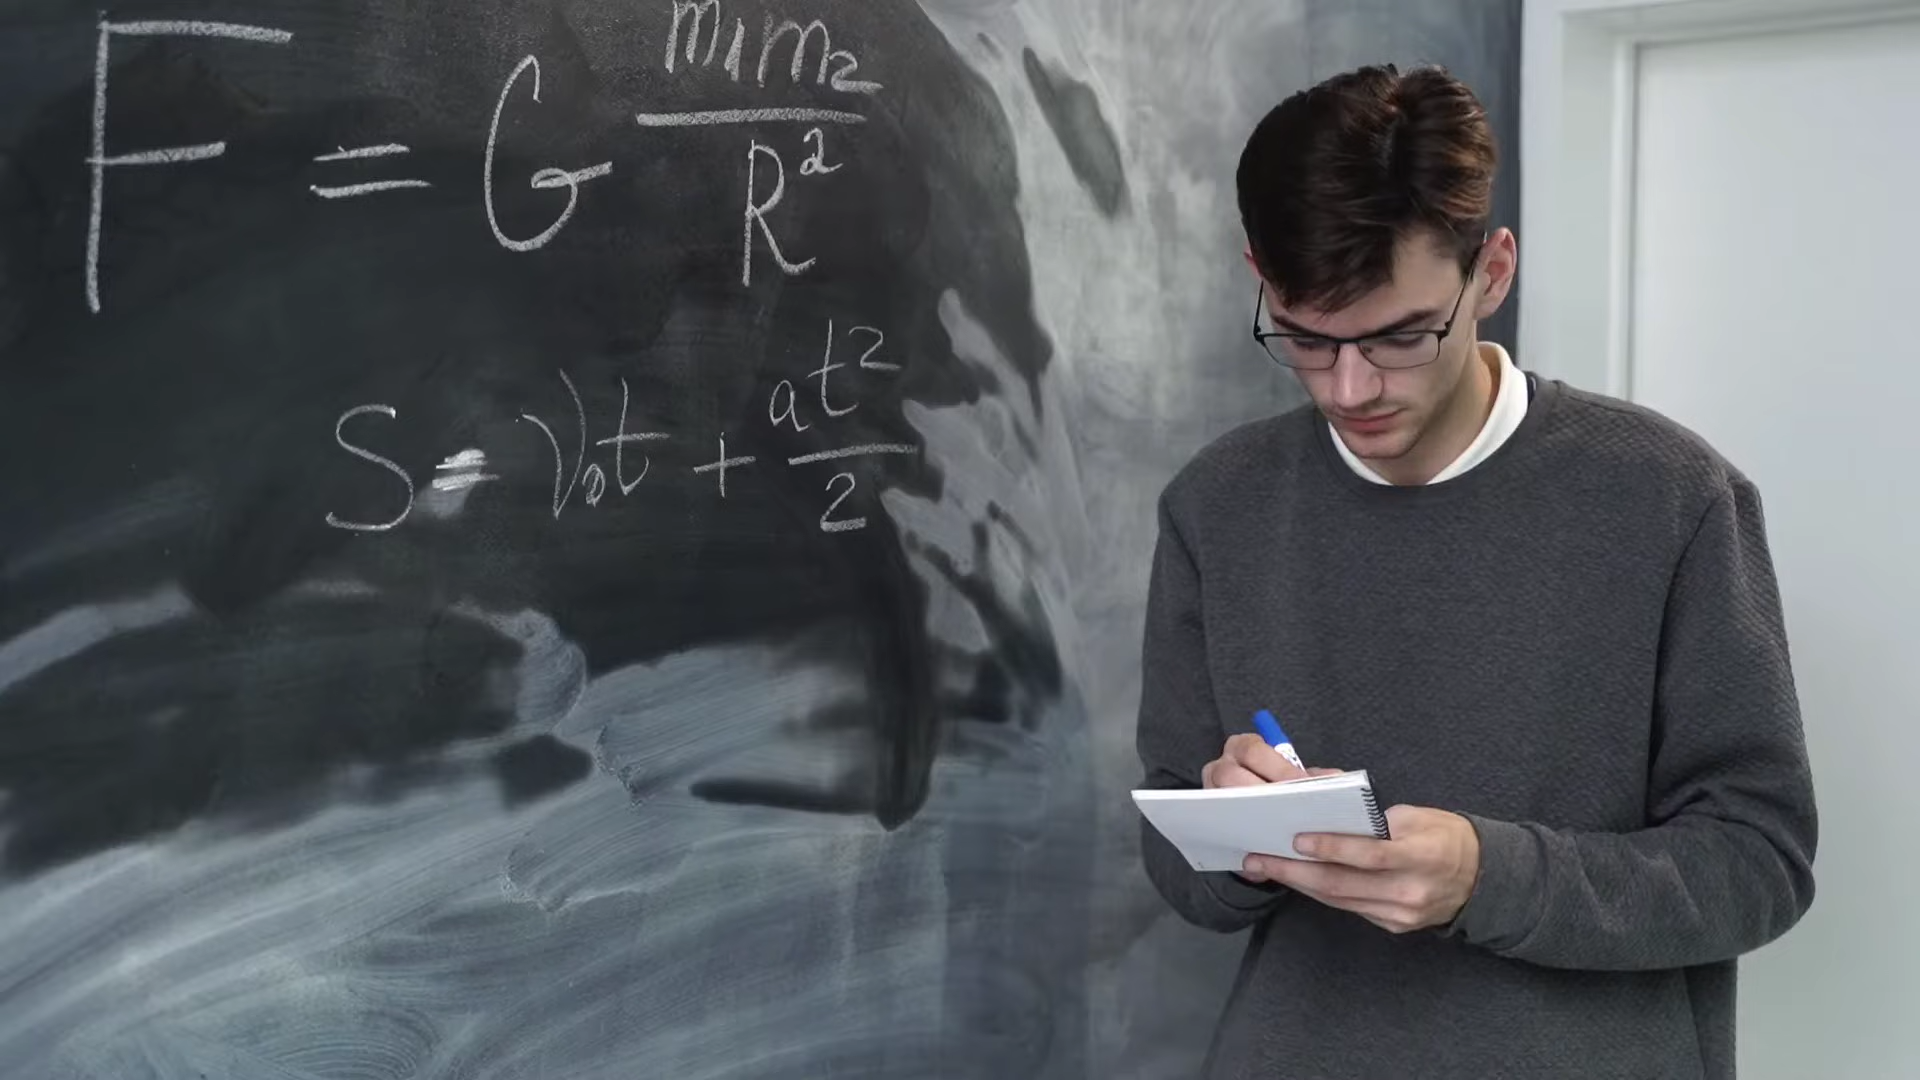 F = G m₁m₂/R²
S = V₀t + at²/2